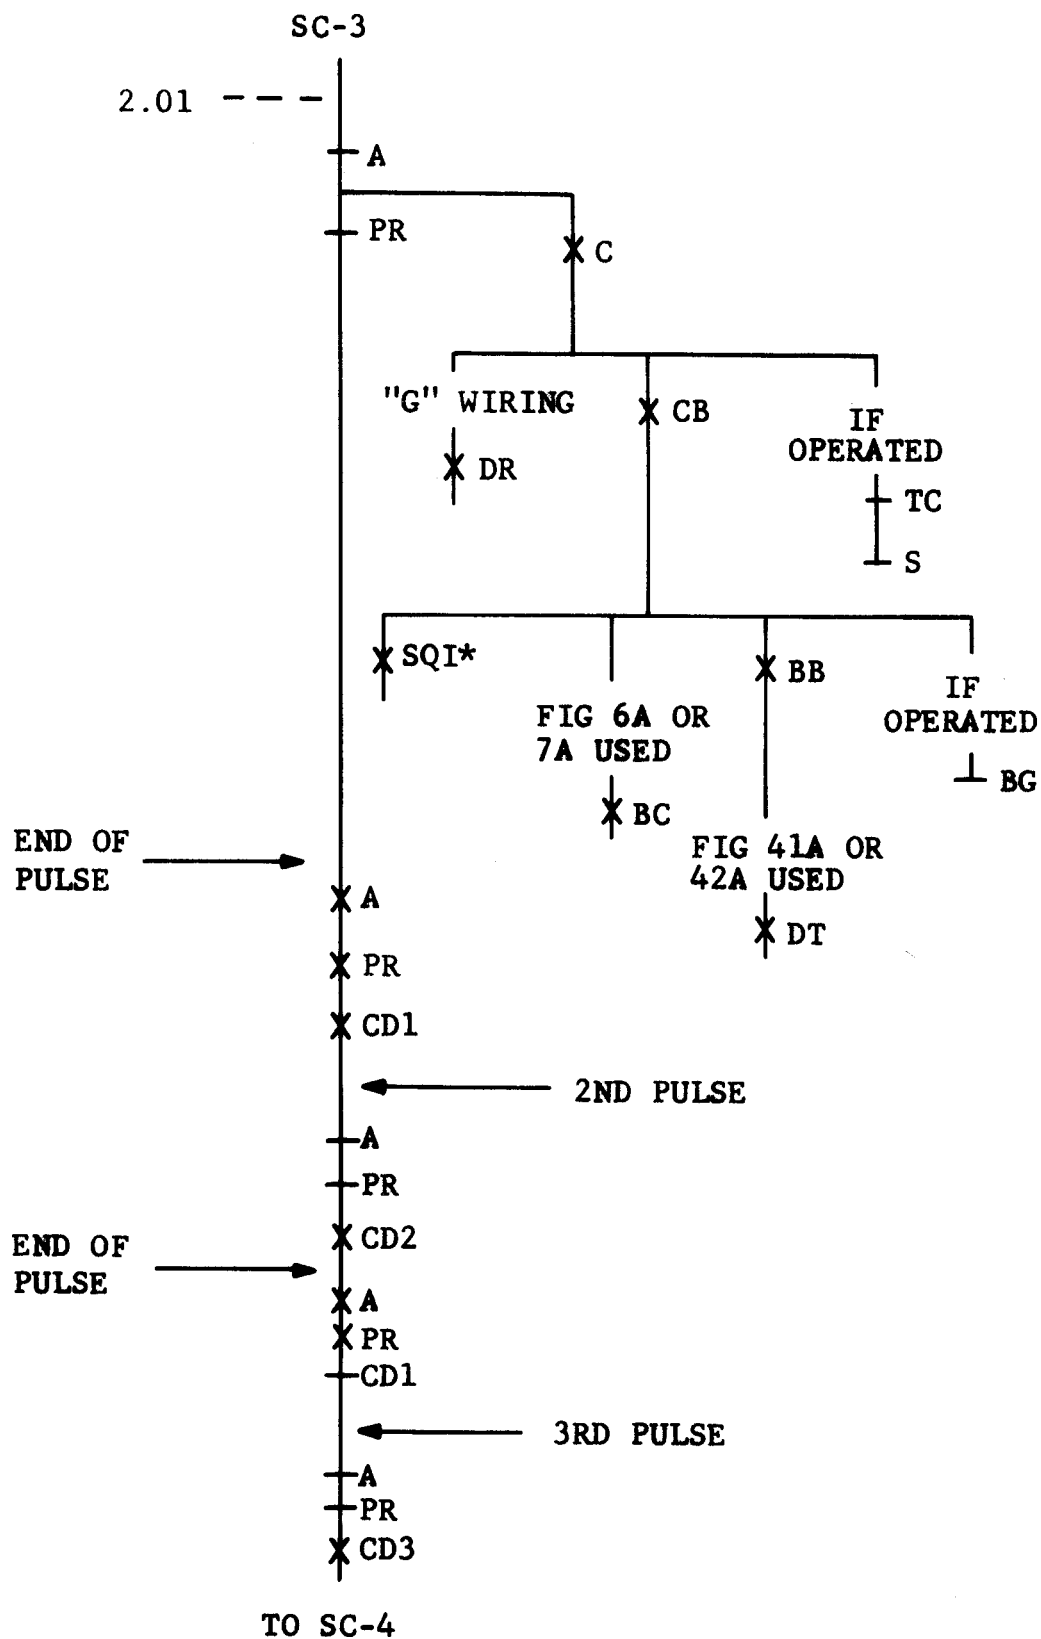 SC-3
2.01
A
PR
C
"G" WIRING
DR
CB
IF
OPERATED
TC
S
SQI*
FIG 6A OR
7A USED
BC
BB
FIG 41A OR
42A USED
DT
IF
OPERATED
BG
END OF
PULSE
A
PR
CD1
2ND PULSE
A
PR
CD2
END OF
PULSE
A
PR
CD1
3RD PULSE
A
PR
CD3
TO SC-4